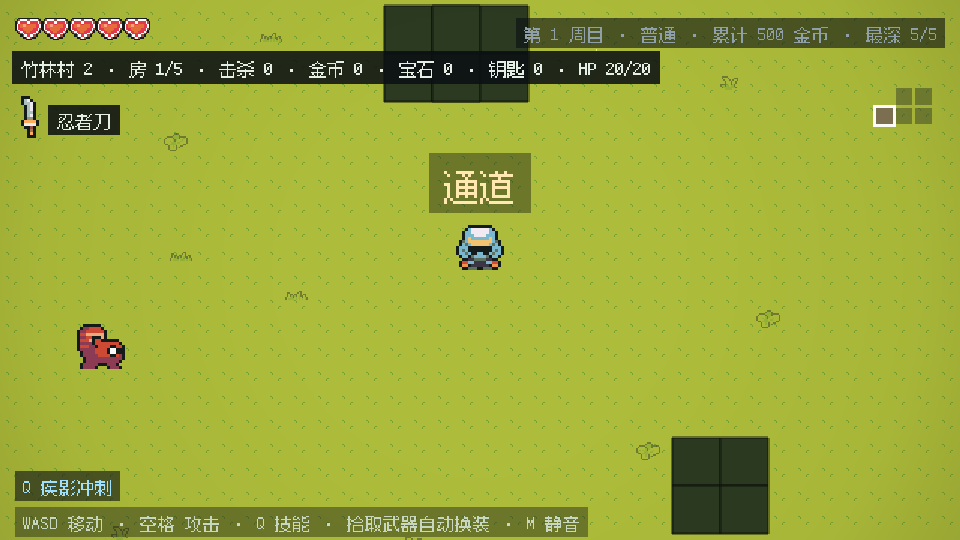 第 1 周目 · 普通 · 累计 500 金币 · 最深 5/5
竹林村 2 · 房 1/5 · 击杀 0 · 金币 0 · 宝石 0 · 钥匙 0 · HP 20/20
忍者刀
通道
Q 疾影冲刺
WASD 移动 · 空格 攻击 · Q 技能 · 拾取武器自动换装 · M 静音